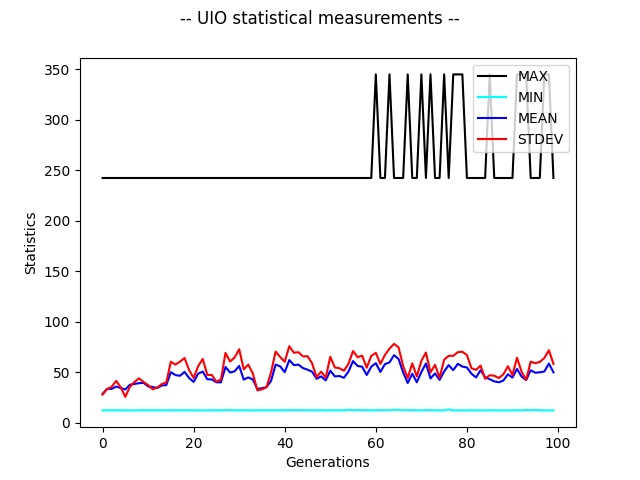 -- UIO statistical measurements --
350
300
250
200
150
100
50
0
Statistics
MAX
MIN
MEAN
STDEV
0 20 40 60 80 100
Generations